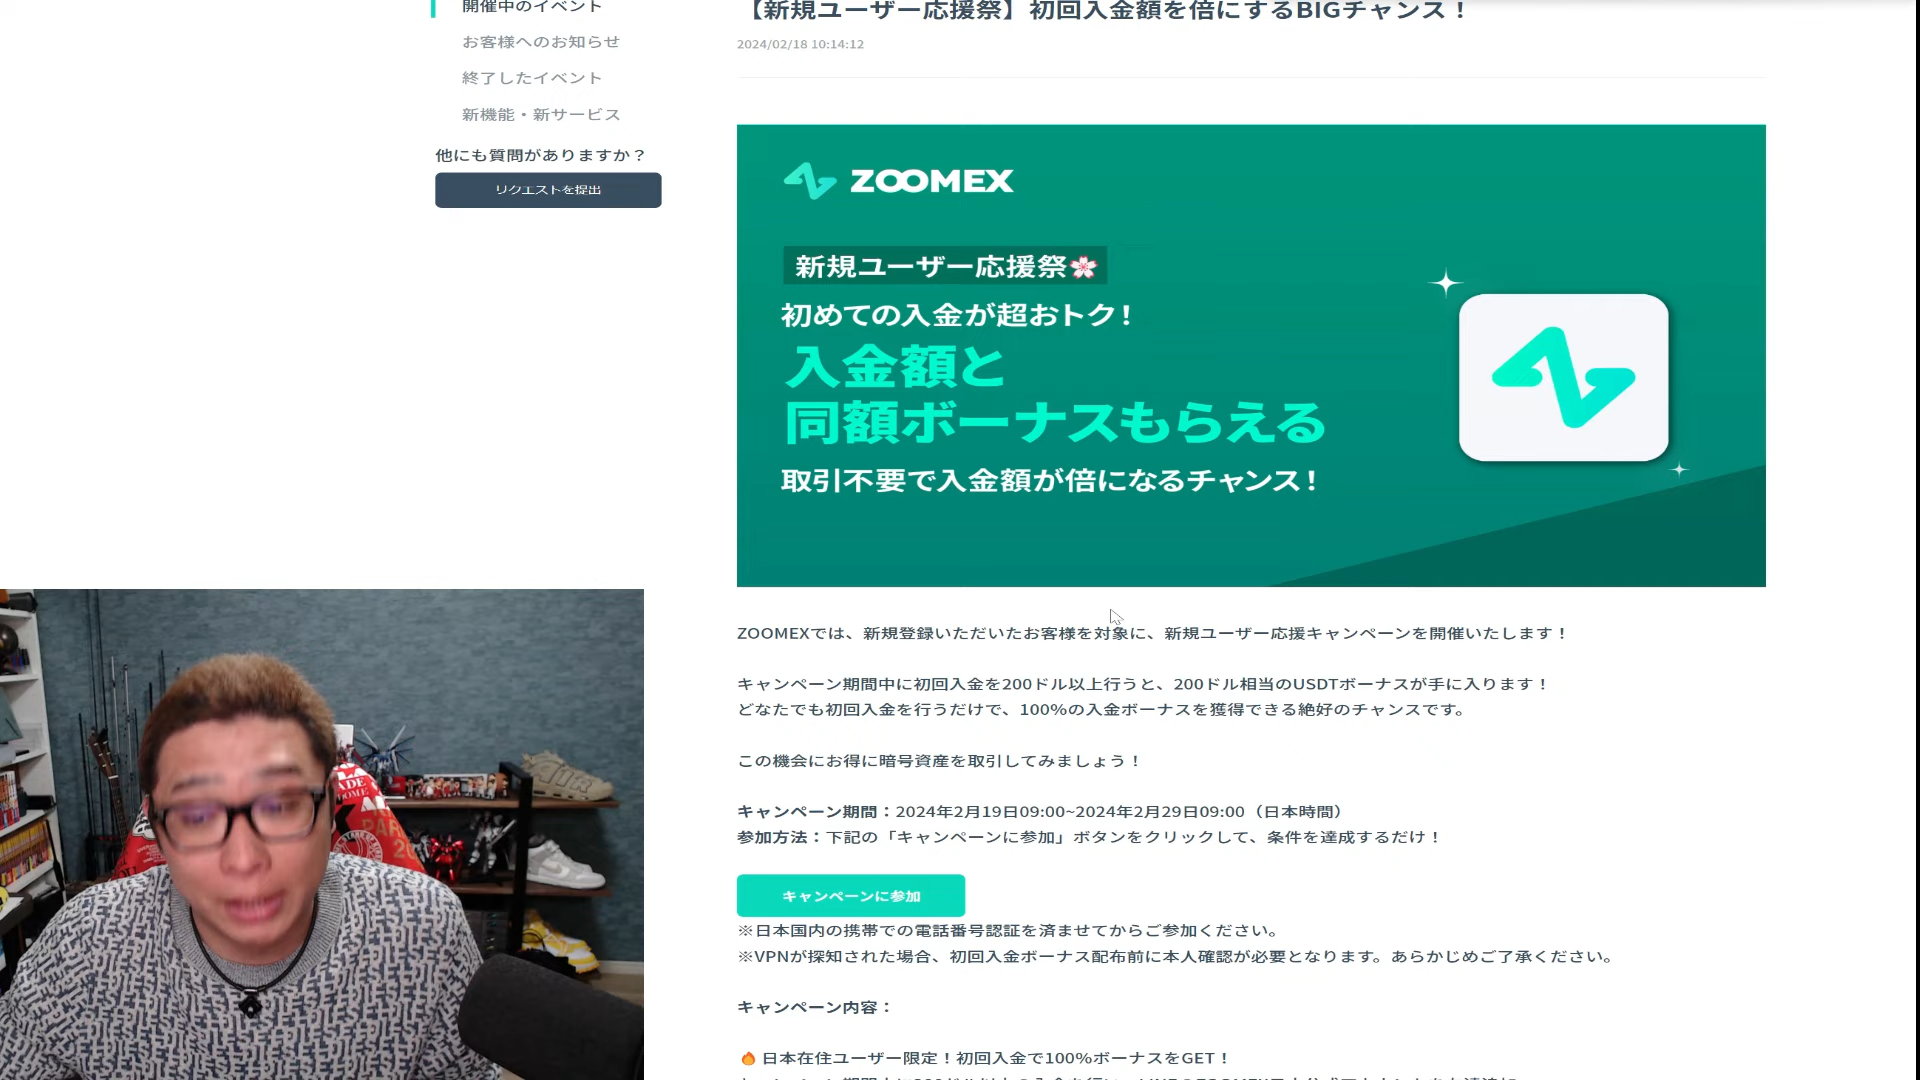 開催中のイベント
お客様へのお知らせ
終了したイベント
新機能・新サービス
他にも質問がありますか？
リクエストを提出
【新規ユーザー応援祭】初回入金額を倍にするBIGチャンス！
2024/02/18 10:14:12
ZOOMEX
新規ユーザー応援祭🌸
初めての入金が超おトク！
入金額と
同額ボーナスもらえる
取引不要で入金額が倍になるチャンス！
ZOOMEXでは、新規登録いただいたお客様を対象に、新規ユーザー応援キャンペーンを開催いたします！
キャンペーン期間中に初回入金を200ドル以上行うと、200ドル相当のUSDTボーナスが手に入ります！
どなたでも初回入金を行うだけで、100%の入金ボーナスを獲得できる絶好のチャンスです。
この機会にお得に暗号資産を取引してみましょう！
キャンペーン期間：2024年2月19日09:00~2024年2月29日09:00（日本時間）
参加方法：下記の「キャンペーンに参加」ボタンをクリックして、条件を達成するだけ！
キャンペーンに参加
※日本国内の携帯での電話番号認証を済ませてからご参加ください。
※VPNが探知された場合、初回入金ボーナス配布前に本人確認が必要となります。あらかじめご了承ください。
キャンペーン内容：
🔥日本在住ユーザー限定！初回入金で100%ボーナスをGET！